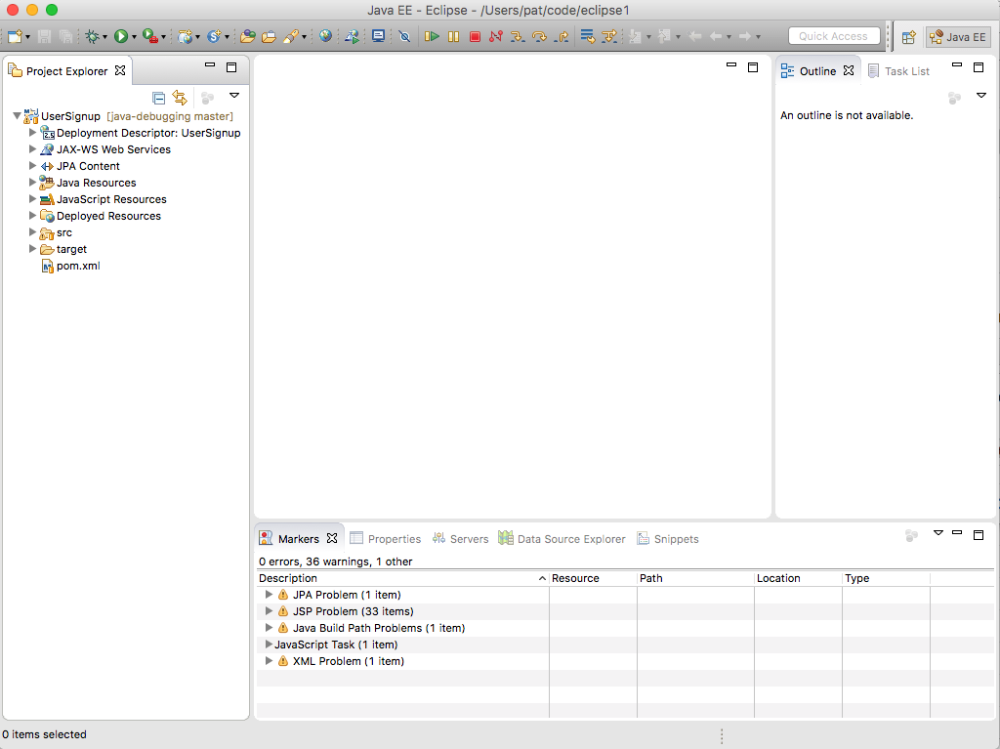 Java EE - Eclipse - /Users/pat/code/eclipse1
Quick Access
Java EE
Project Explorer
UserSignup [java-debugging master]
Deployment Descriptor: UserSignup
JAX-WS Web Services
JPA Content
Java Resources
JavaScript Resources
Deployed Resources
src
target
pom.xml
Outline
Task List
An outline is not available.
Markers
Properties
Servers
Data Source Explorer
Snippets
0 errors, 36 warnings, 1 other
Description Resource Path Location Type
JPA Problem (1 item)
JSP Problem (33 items)
Java Build Path Problems (1 item)
JavaScript Task (1 item)
XML Problem (1 item)
0 items selected